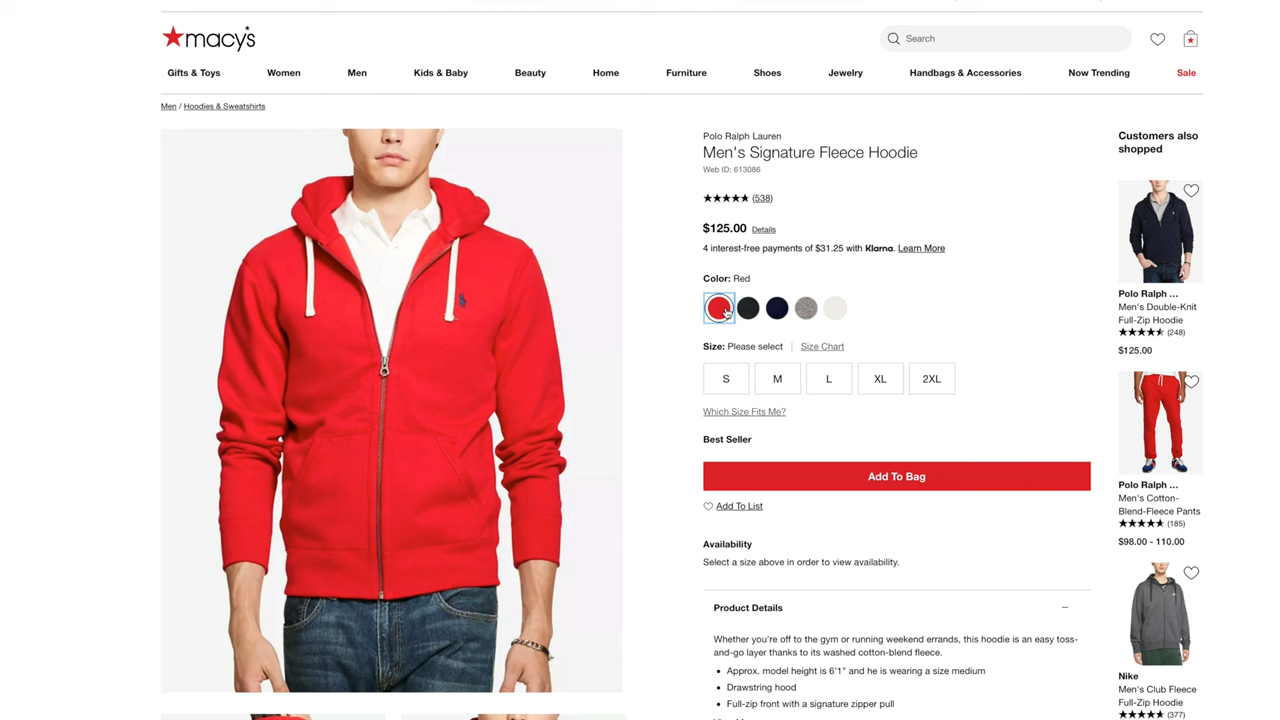 macy's
Search
Gifts & Toys Women Men Kids & Baby Beauty Home Furniture Shoes Jewelry Handbags & Accessories Now Trending Sale
Men / Hoodies & Sweatshirts
Polo Ralph Lauren
Men's Signature Fleece Hoodie
Web ID: 613086
(538)
$125.00 Details
4 interest-free payments of $31.25 with Klarna. Learn More
Color: Red
Size: Please select | Size Chart
S M L XL 2XL
Which Size Fits Me?
Best Seller
Add To Bag
Add To List
Availability
Select a size above in order to view availability.
Product Details
Whether you're off to the gym or running weekend errands, this hoodie is an easy toss-
and-go layer thanks to its washed cotton-blend fleece.
• Approx. model height is 6'1" and he is wearing a size medium
• Drawstring hood
• Full-zip front with a signature zipper pull
Customers also
shopped
Polo Ralph ...
Men's Double-Knit
Full-Zip Hoodie
(248)
$125.00
Polo Ralph ...
Men's Cotton-
Blend-Fleece Pants
(185)
$98.00 - 110.00
Nike
Men's Club Fleece
Full-Zip Hoodie
(377)